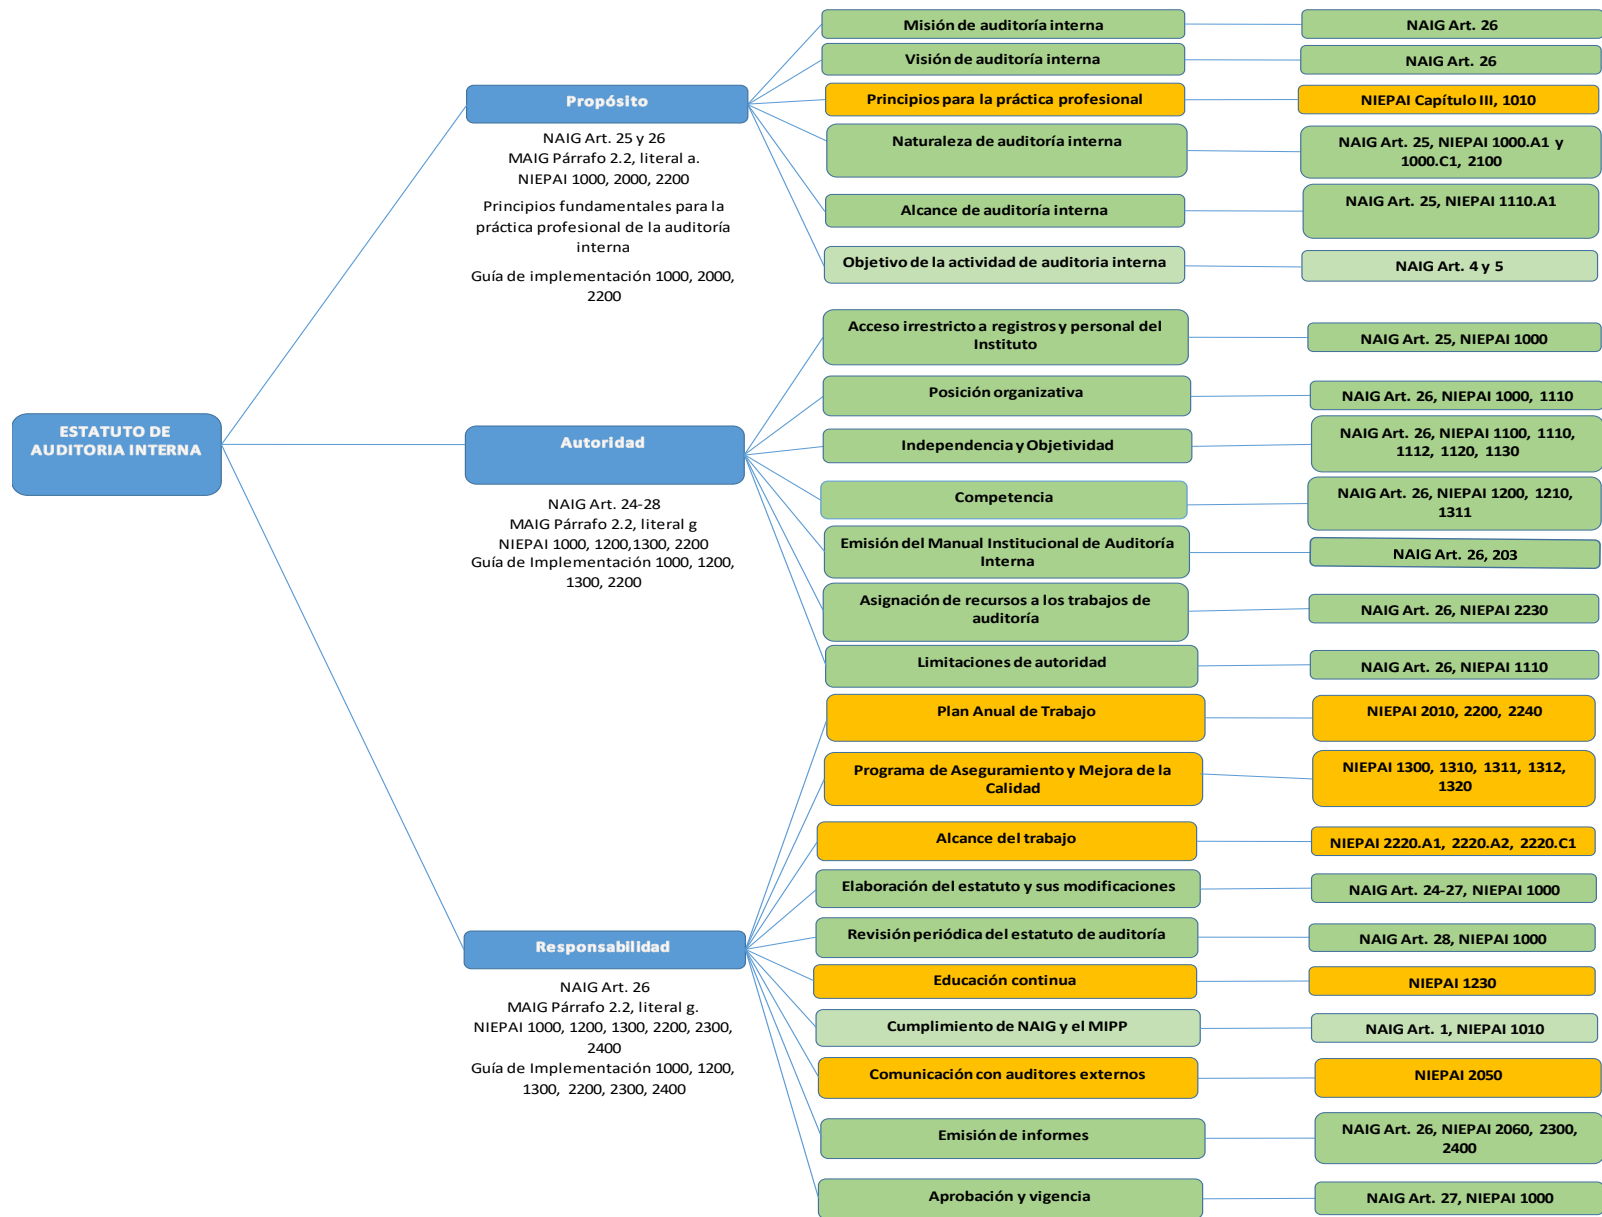 ESTATUTO DE
AUDITORIA INTERNA
Propósito
NAIG Art. 25 y 26
MAIG Párrafo 2.2, literal a.
NIEPAI 1000, 2000, 2200
Principios fundamentales para la
práctica profesional de la auditoría
interna
Guía de implementación 1000, 2000,
2200
Misión de auditoría interna
NAIG Art. 26
Visión de auditoría interna
NAIG Art. 26
Principios para la práctica profesional
NIEPAI Capítulo III, 1010
Naturaleza de auditoría interna
NAIG Art. 25, NIEPAI 1000.A1 y
1000.C1, 2100
Alcance de auditoría interna
NAIG Art. 25, NIEPAI 1110.A1
Objetivo de la actividad de auditoria interna
NAIG Art. 4 y 5
Autoridad
NAIG Art. 24-28
MAIG Párrafo 2.2, literal g
NIEPAI 1000, 1200,1300, 2200
Guía de Implementación 1000, 1200,
1300, 2200
Acceso irrestricto a registros y personal del
Instituto
NAIG Art. 25, NIEPAI 1000
Posición organizativa
NAIG Art. 26, NIEPAI 1000, 1110
Independencia y Objetividad
NAIG Art. 26, NIEPAI 1100, 1110,
1112, 1120, 1130
Competencia
NAIG Art. 26, NIEPAI 1200, 1210,
1311
Emisión del Manual Institucional de Auditoría
Interna
NAIG Art. 26, 203
Asignación de recursos a los trabajos de
auditoría
NAIG Art. 26, NIEPAI 2230
Limitaciones de autoridad
NAIG Art. 26, NIEPAI 1110
Responsabilidad
NAIG Art. 26
MAIG Párrafo 2.2, literal g.
NIEPAI 1000, 1200, 1300, 2200, 2300,
2400
Guía de Implementación 1000, 1200,
1300, 2200, 2300, 2400
Plan Anual de Trabajo
NIEPAI 2010, 2200, 2240
Programa de Aseguramiento y Mejora de la
Calidad
NIEPAI 1300, 1310, 1311, 1312,
1320
Alcance del trabajo
NIEPAI 2220.A1, 2220.A2, 2220.C1
Elaboración del estatuto y sus modificaciones
NAIG Art. 24-27, NIEPAI 1000
Revisión periódica del estatuto de auditoría
NAIG Art. 28, NIEPAI 1000
Educación continua
NIEPAI 1230
Cumplimiento de NAIG y el MIPP
NAIG Art. 1, NIEPAI 1010
Comunicación con auditores externos
NIEPAI 2050
Emisión de informes
NAIG Art. 26, NIEPAI 2060, 2300,
2400
Aprobación y vigencia
NAIG Art. 27, NIEPAI 1000